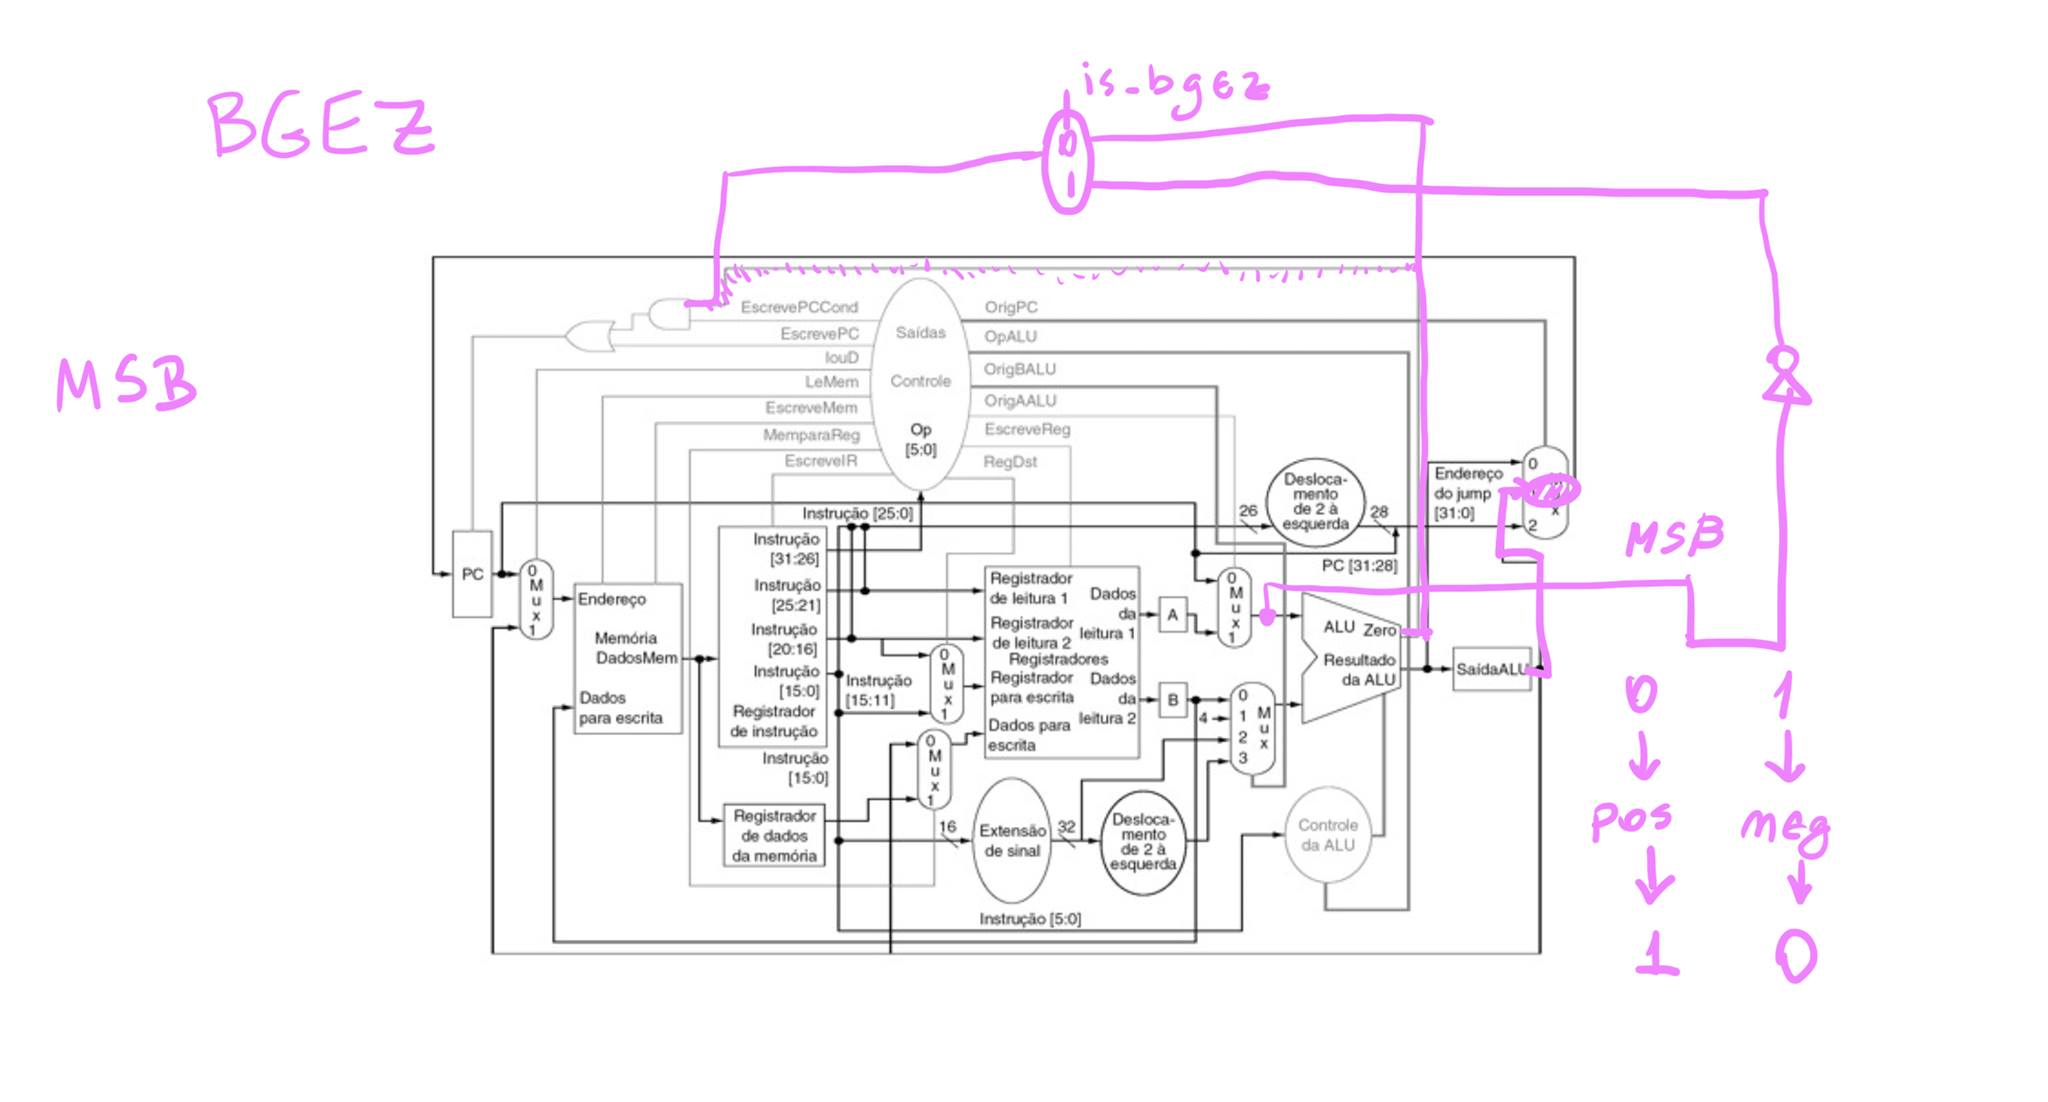 is_bgEz
BGEZ
0
1
MSB
EscrevePCCond
EscrevePC
IouD
LeMem
EscreveMem
MemparaReg
EscreveIR
Saídas
Controle
Op
[5:0]
OrigPC
OpALU
OrigBALU
OrigAALU
EscreveReg
RegDst
PC
0
M
u
x
1
Endereço
Memória
DadosMem
Dados
para escrita
Instrução [25:0]
Instrução
[31:26]
Instrução
[25:21]
Instrução
[20:16]
Instrução
[15:0]
Registrador
de instrução
Instrução
[15:0]
Registrador
de dados
da memória
Instrução
[15:11]
0
M
u
x
1
0
M
u
x
1
Registrador
de leitura 1
Registrador
de leitura 2
Registradores
Registrador
para escrita
Dados para
escrita
Dados
da
leitura 1
Dados
da
leitura 2
A
B
4
0
M
u
x
1
0
1
2
3
M
u
x
16
Extensão
de sinal
32
Desloca-
mento
de 2 à
esquerda
Instrução [5:0]
26
Desloca-
mento
de 2 à
esquerda
28
PC [31:28]
Endereço
do jump
[31:0]
0
x
2
ALU
Zero
Resultado
da ALU
SaídaALU
Controle
da ALU
MSB
0 1
pos neg
1 0